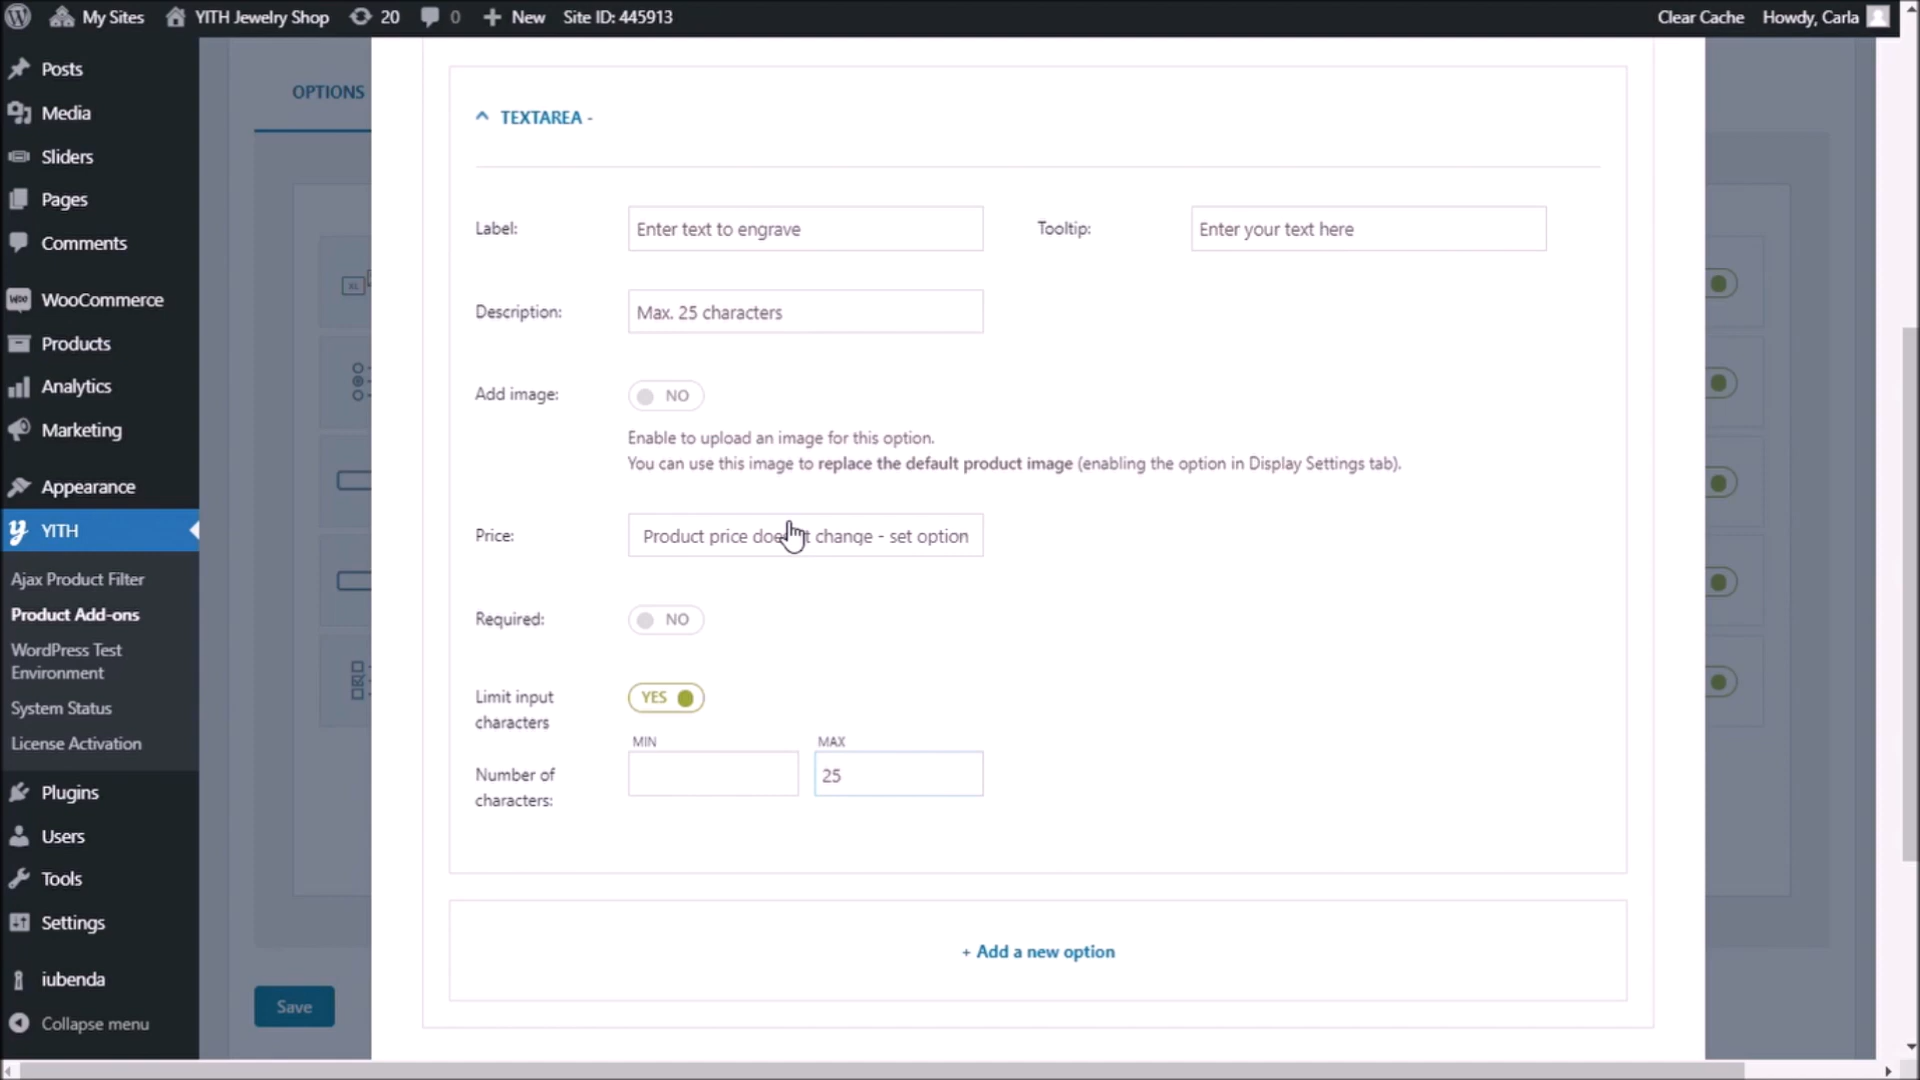 My Sites
YITH Jewelry Shop
20
0
New
Site ID: 445913
Clear Cache
Howdy, Carla
Posts
Media
Sliders
Pages
Comments
WooCommerce
Products
Analytics
Marketing
Appearance
YITH
Ajax Product Filter
Product Add-ons
WordPress Test
Environment
System Status
License Activation
Plugins
Users
Tools
Settings
iubenda
Collapse menu
OPTIONS
XL
Save
TEXTAREA -
Label:
Enter text to engrave
Tooltip:
Enter your text here
Description:
Max. 25 characters
Add image:
NO
Enable to upload an image for this option.
You can use this image to replace the default product image (enabling the option in Display Settings tab).
Price:
Product price change - set option
Required:
NO
Limit input
characters
YES
MIN
MAX
Number of
characters:
25
+ Add a new option